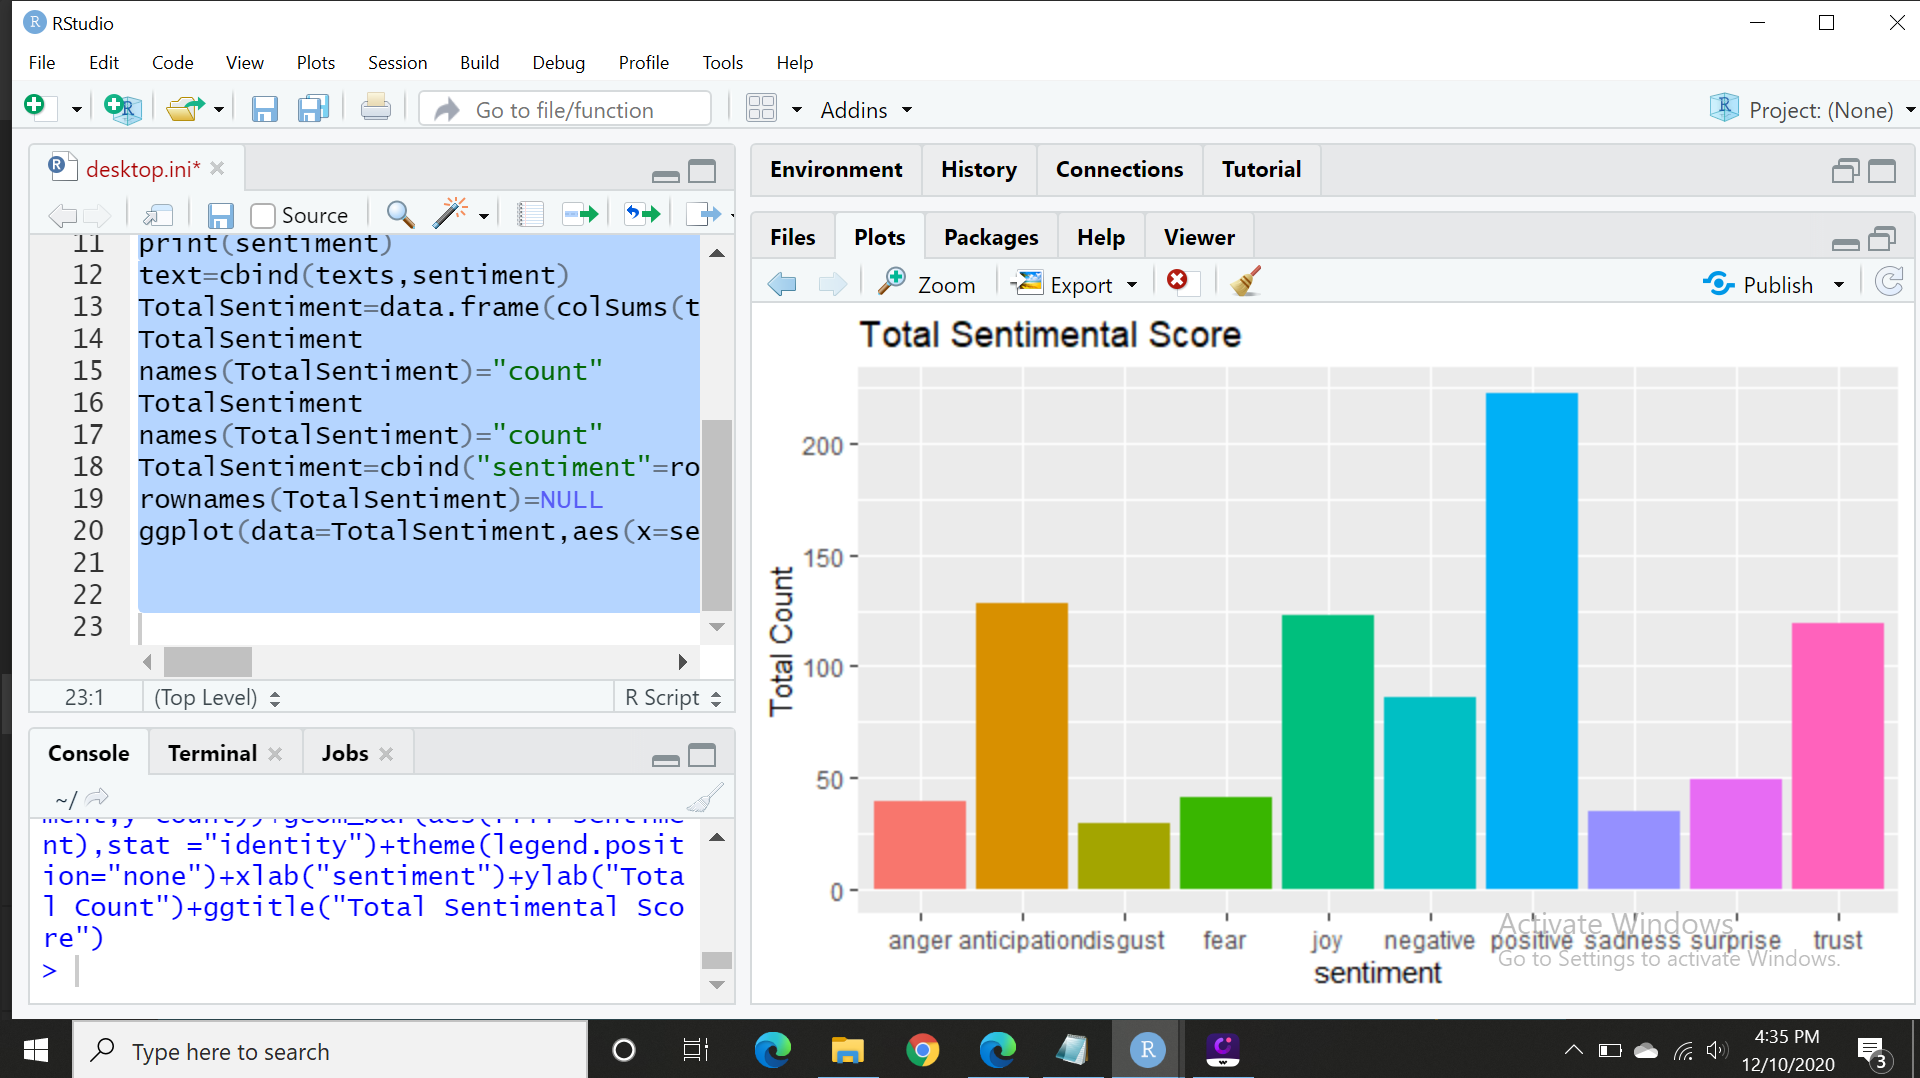 RStudio
File Edit Code View Plots Session Build Debug Profile Tools Help
Go to file/function Addins Project: (None)
desktop.ini*
Source
11 print(sentiment)
12 text=cbind(texts,sentiment)
13 TotalSentiment=data.frame(colSums(t
14 TotalSentiment
15 names(TotalSentiment)="count"
16 TotalSentiment
17 names(TotalSentiment)="count"
18 TotalSentiment=cbind("sentiment"=ro
19 rownames(TotalSentiment)=NULL
20 ggplot(data=TotalSentiment,aes(x=se
21
22
23
23:1 (Top Level) R Script
Console Terminal Jobs
~/
nt),stat ="identity")+theme(legend.posit
ion="none")+xlab("sentiment")+ylab("Tota
l Count")+ggtitle("Total Sentimental Sco
re")
>
Environment History Connections Tutorial
Files Plots Packages Help Viewer
Zoom Export Publish
Total Sentimental Score
Total Count
200
150
100
50
0
anger anticipation disgust fear joy negative positive sadness surprise trust
sentiment
Activate Windows
Go to Settings to activate Windows.
Type here to search
4:35 PM
12/10/2020
3